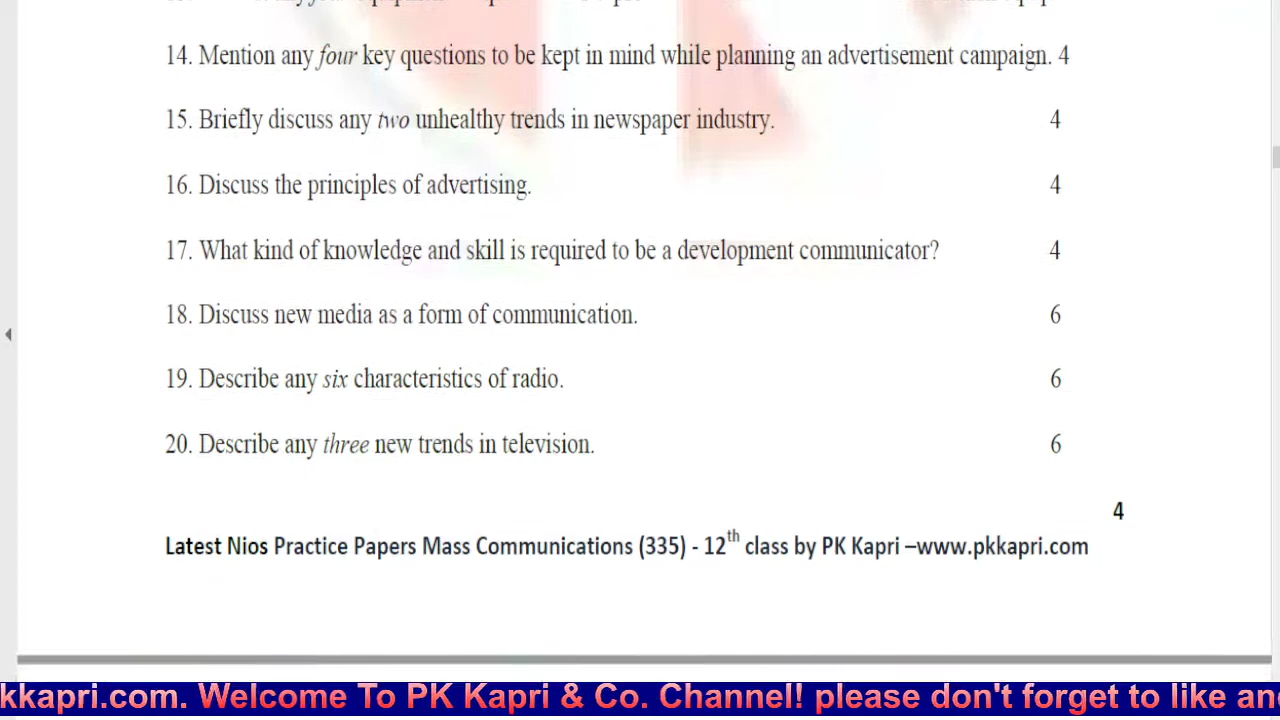 14. Mention any four key questions to be kept in mind while planning an advertisement campaign. 4
15. Briefly discuss any two unhealthy trends in newspaper industry. 4
16. Discuss the principles of advertising. 4
17. What kind of knowledge and skill is required to be a development communicator? 4
18. Discuss new media as a form of communication. 6
19. Describe any six characteristics of radio. 6
20. Describe any three new trends in television. 6
4
Latest Nios Practice Papers Mass Communications (335) - 12th class by PK Kapri –www.pkkapri.com
kkapri.com. Welcome To PK Kapri & Co. Channel! please don't forget to like an